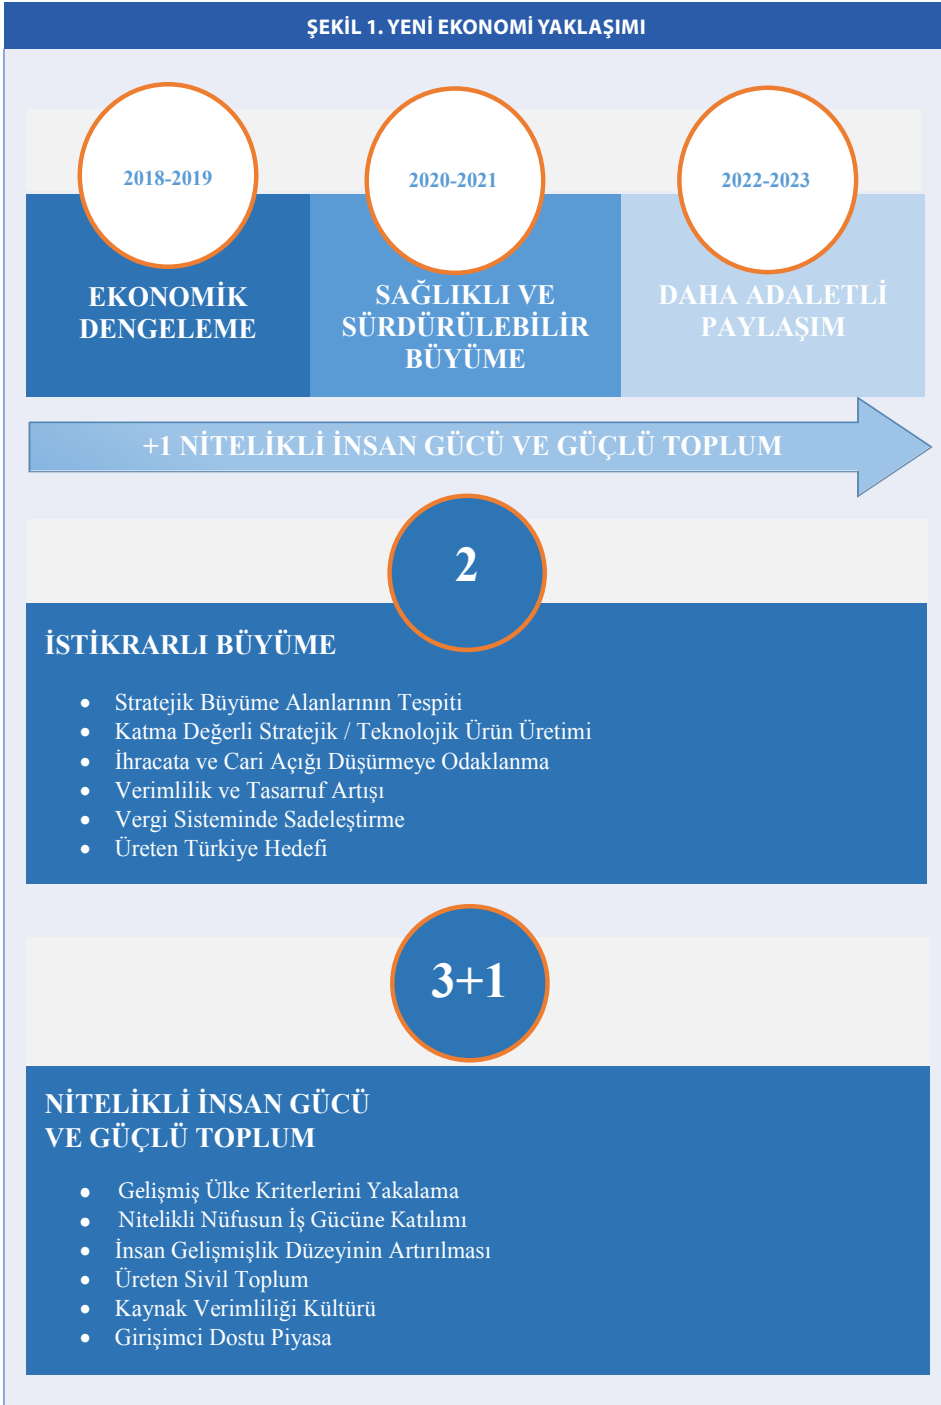 ŞEKİL 1. YENİ EKONOMİ YAKLAŞIMI
2018-2019
2020-2021
2022-2023
EKONOMİK
DENGELEME
SAĞLIKLI VE
SÜRDÜRÜLEBİLİR
BÜYÜME
DAHA ADALETLİ
PAYLAŞIM
+1 NİTELİKLİ İNSAN GÜCÜ VE GÜÇLÜ TOPLUM
2
İSTİKRARLI BÜYÜME
• Stratejik Büyüme Alanlarının Tespiti
• Katma Değerli Stratejik / Teknolojik Ürün Üretimi
• İhracata ve Cari Açığı Düşürmeye Odaklanma
• Verimlilik ve Tasarruf Artışı
• Vergi Sisteminde Sadeleştirme
• Üreten Türkiye Hedefi
3+1
NİTELİKLİ İNSAN GÜCÜ
VE GÜÇLÜ TOPLUM
• Gelişmiş Ülke Kriterlerini Yakalama
• Nitelikli Nüfusun İş Gücüne Katılımı
• İnsan Gelişmişlik Düzeyinin Artırılması
• Üreten Sivil Toplum
• Kaynak Verimliliği Kültürü
• Girişimci Dostu Piyasa